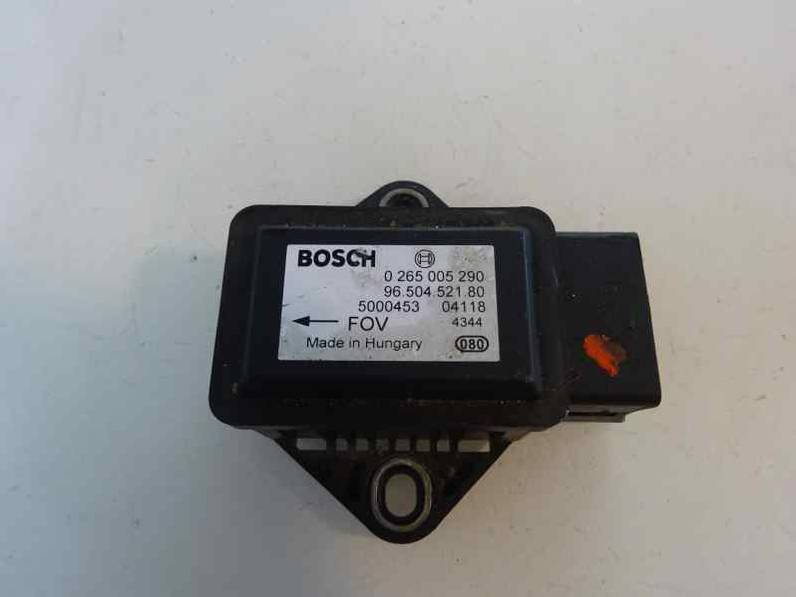 BOSCH
0 265 005 290
96.504.521.80
5000453 04118
FOV 4344
Made in Hungary 080